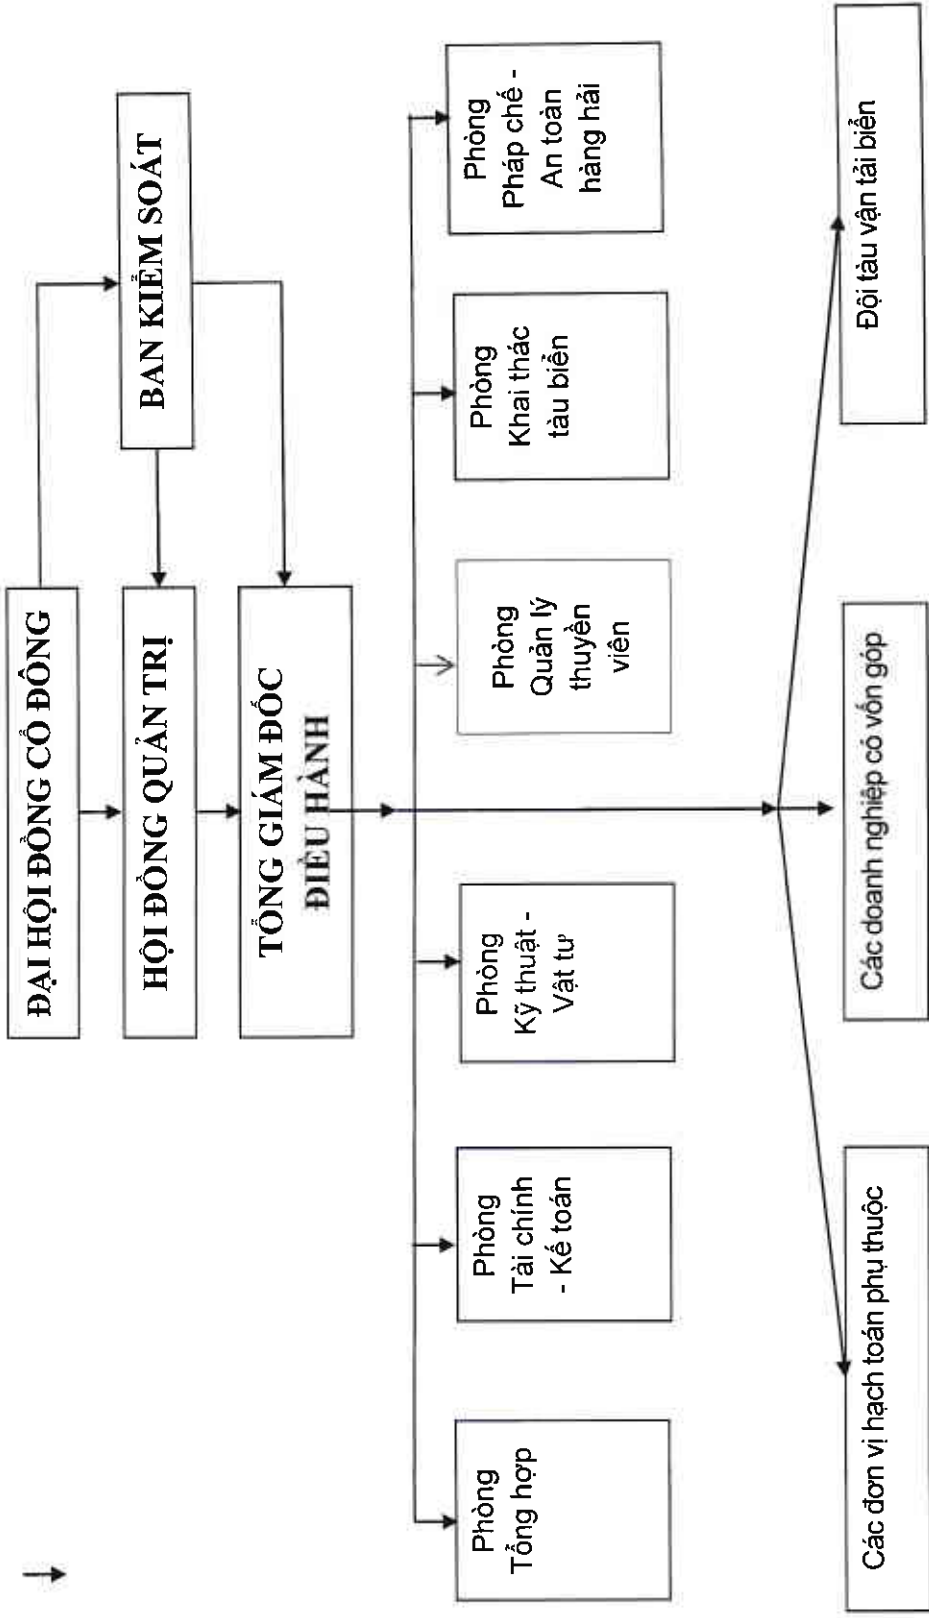 ĐẠI HỘI ĐỒNG CỔ ĐÔNG
BAN KIỂM SOÁT
HỘI ĐỒNG QUẢN TRỊ
TỔNG GIÁM ĐỐC
ĐIỀU HÀNH
Phòng
Tổng hợp
Phòng
Tài chính
- Kế toán
Phòng
Kỹ thuật -
Vật tư
Phòng
Quản lý
thuyền
viên
Phòng
Khai thác
tàu biển
Phòng
Pháp chế -
An toàn
hàng hải
Các đơn vị hạch toán phụ thuộc
Các doanh nghiệp có vốn góp
Đội tàu vận tải biển